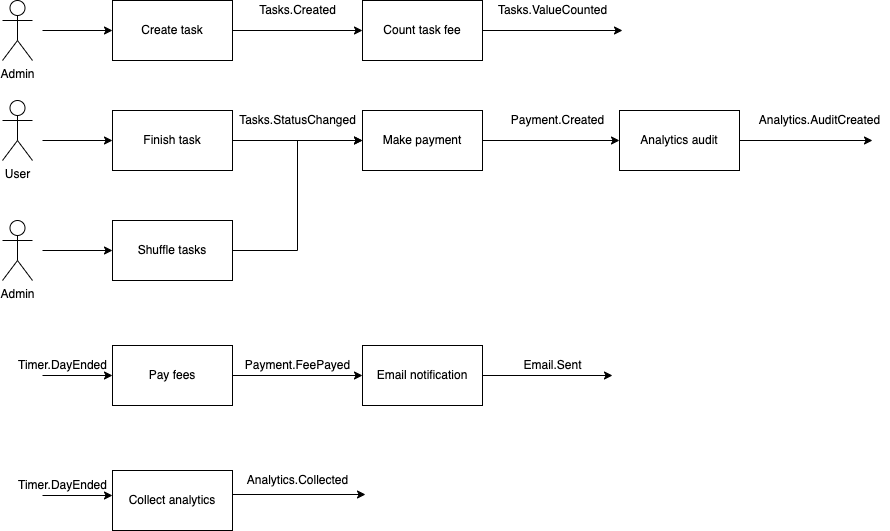 Admin
Create task
Tasks.Created
Count task fee
Tasks.ValueCounted
User
Finish task
Tasks.StatusChanged
Make payment
Payment.Created
Analytics audit
Analytics.AuditCreated
Admin
Shuffle tasks
Timer.DayEnded
Pay fees
Payment.FeePayed
Email notification
Email.Sent
Timer.DayEnded
Collect analytics
Analytics.Collected